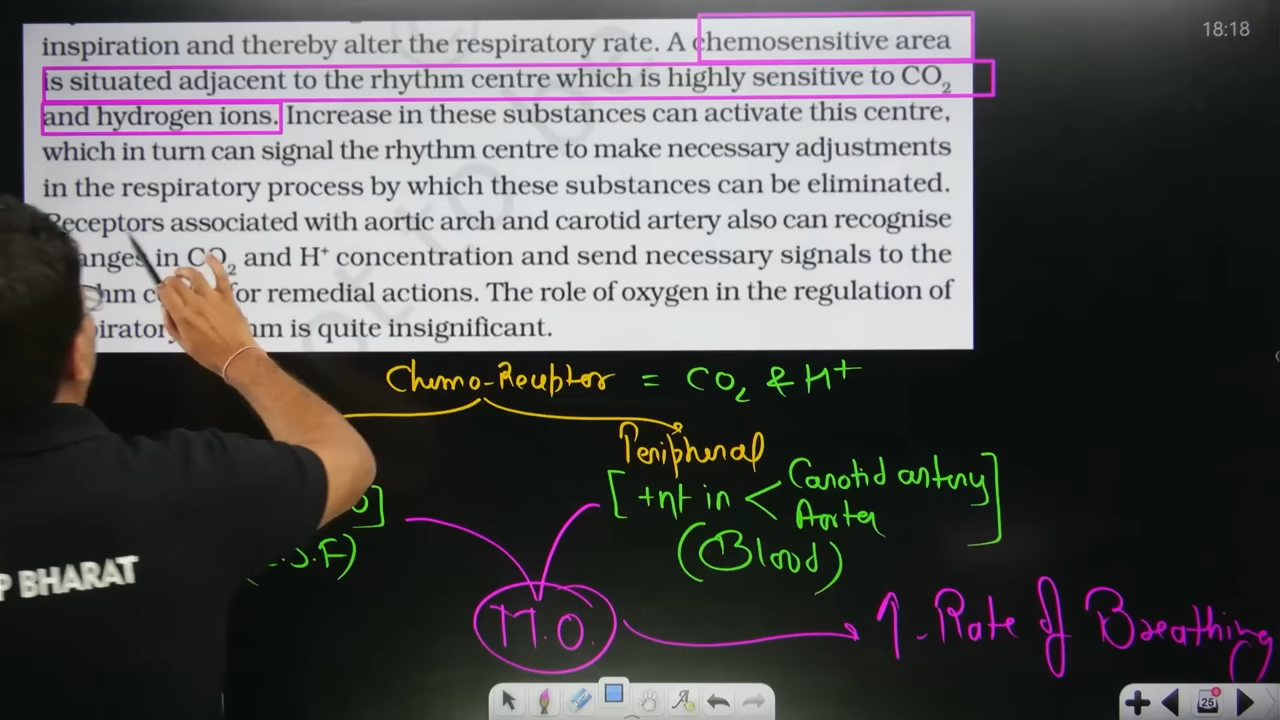 18:18
inspiration and thereby alter the respiratory rate. A chemosensitive area
is situated adjacent to the rhythm centre which is highly sensitive to CO₂
and hydrogen ions. Increase in these substances can activate this centre,
which in turn can signal the rhythm centre to make necessary adjustments
in the respiratory process by which these substances can be eliminated.
Receptors associated with aortic arch and carotid artery also can recognise
in CO₂ and H⁺ concentration and send necessary signals to the
for remedial actions. The role of oxygen in the regulation of
is quite insignificant.
Chemo-Receptor = CO₂ & H+
Peripheral
[+nt in < Carotid artery
Aorta]
(Blood)
M.O.
↑ Rate of Breathing
BHARAT
25